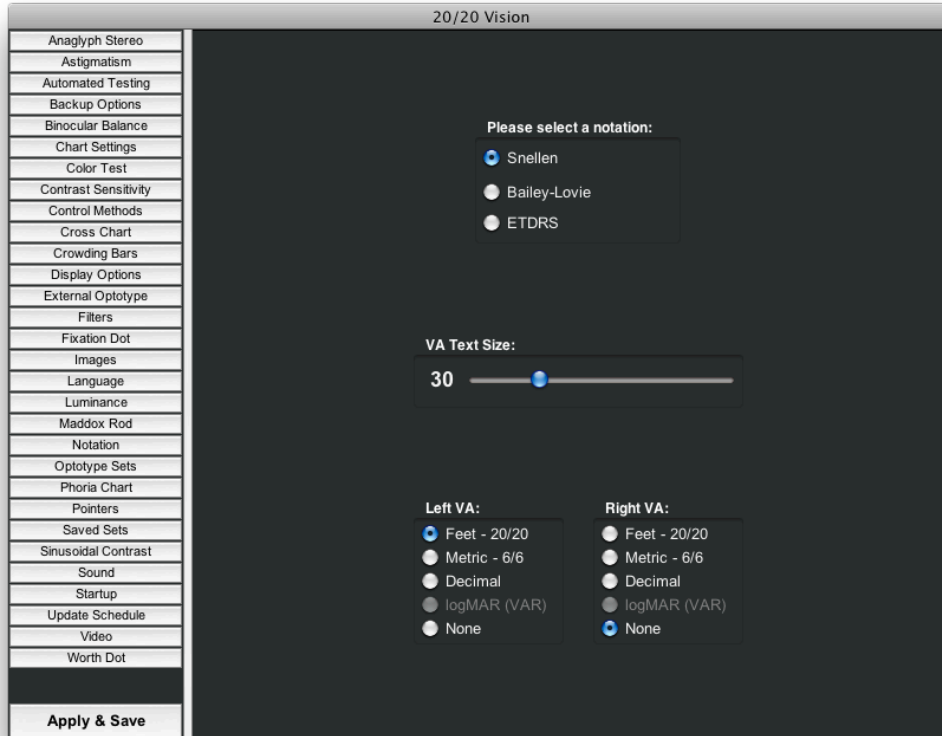 20/20 Vision
Anaglyph Stereo
Astigmatism
Automated Testing
Backup Options
Binocular Balance
Chart Settings
Color Test
Contrast Sensitivity
Control Methods
Cross Chart
Crowding Bars
Display Options
External Optotype
Filters
Fixation Dot
Images
Language
Luminance
Maddox Rod
Notation
Optotype Sets
Phoria Chart
Pointers
Saved Sets
Sinusoidal Contrast
Sound
Startup
Update Schedule
Video
Worth Dot
Apply & Save
Please select a notation:
Snellen
Bailey-Lovie
ETDRS
VA Text Size:
30
Left VA:
Feet - 20/20
Metric - 6/6
Decimal
logMAR (VAR)
None
Right VA:
Feet - 20/20
Metric - 6/6
Decimal
logMAR (VAR)
None